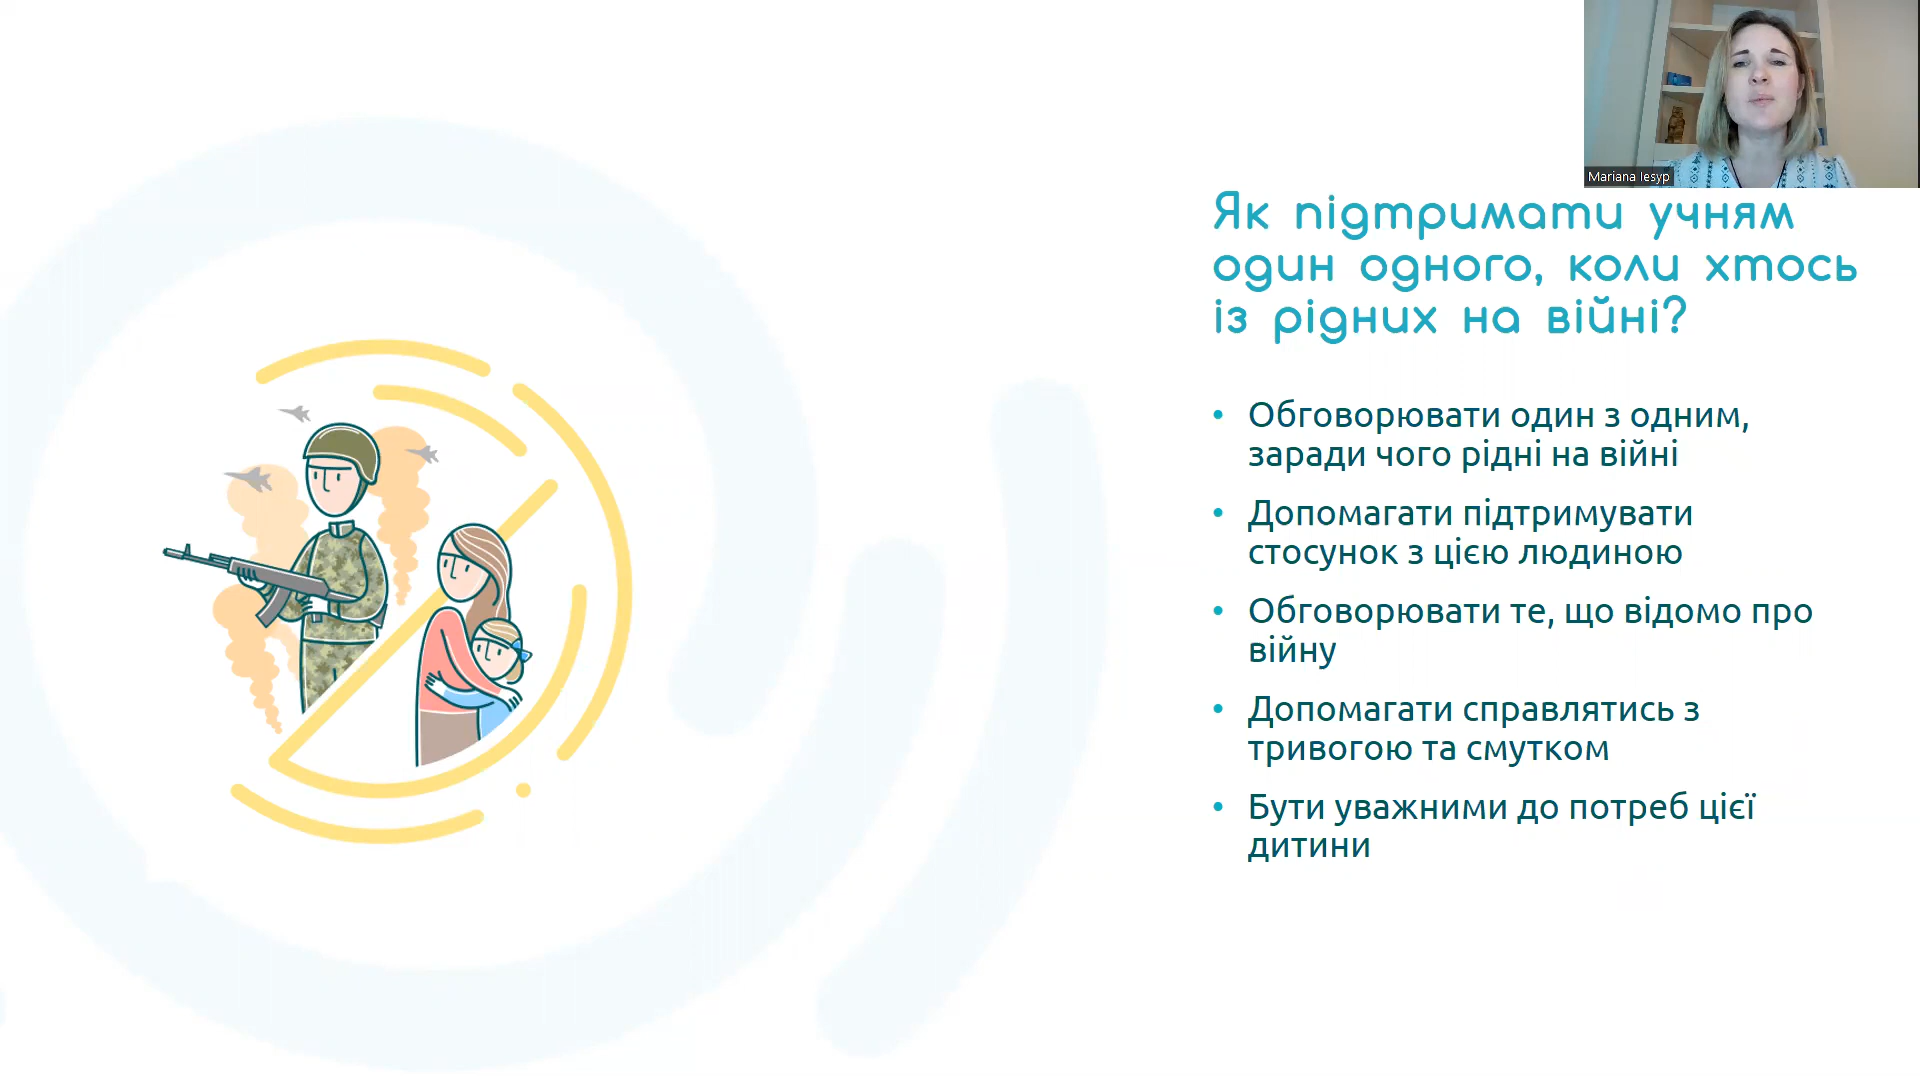 Mariana Iesyp
Як підтримати учням
один одного, коли хтось
із рідних на війні?
• Обговорювати один з одним,
заради чого рідні на війні
• Допомагати підтримувати
стосунок з цією людиною
• Обговорювати те, що відомо про
війну
• Допомагати справлятись з
тривогою та смутком
• Бути уважними до потреб цієї
дитини